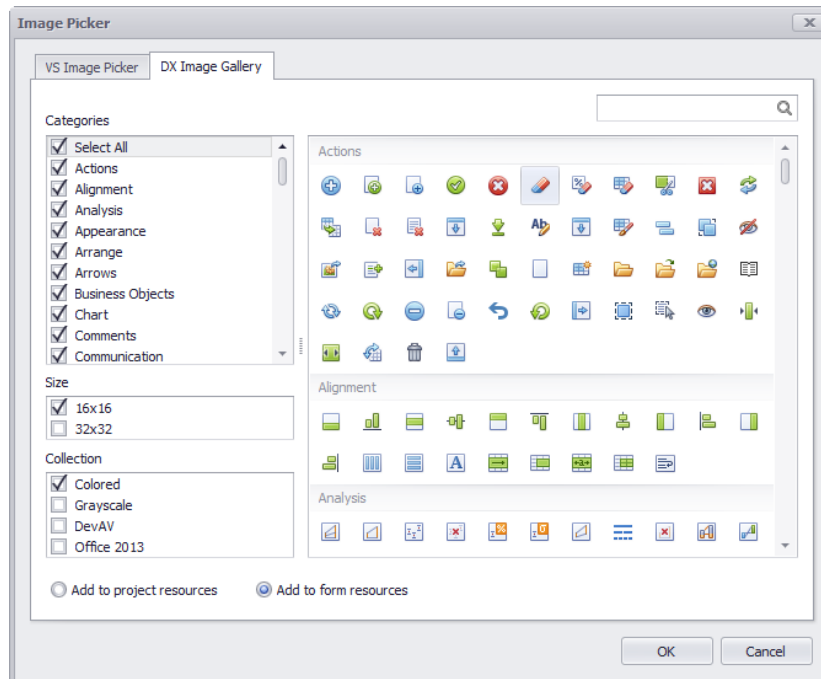 Image Picker
VS Image Picker
DX Image Gallery
Categories
Select All
Actions
Alignment
Analysis
Appearance
Arrange
Arrows
Business Objects
Chart
Comments
Communication
Size
16x16
32x32
Collection
Colored
Grayscale
DevAV
Office 2013
Actions
Alignment
Analysis
Add to project resources
Add to form resources
OK
Cancel